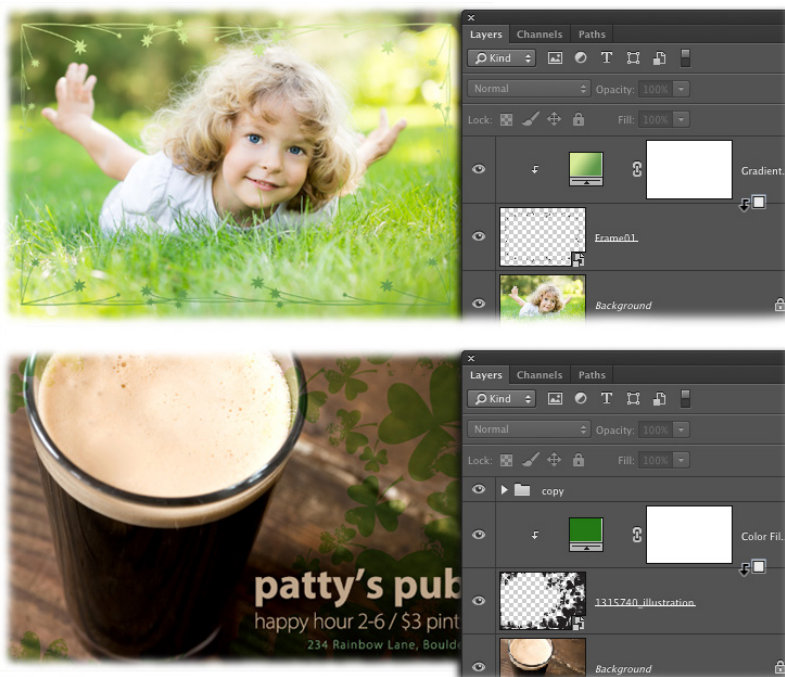 Layers Channels Paths
Kind
Normal Opacity: 100%
Lock: Fill: 100%
Gradient.
Frame01
Background
Layers Channels Paths
Kind
Normal Opacity: 100%
Lock: Fill: 100%
copy
Color Fil.
1315740_illustration
Background
patty's pub
happy hour 2-6 / $3 pint
234 Rainbow Lane, Boulde